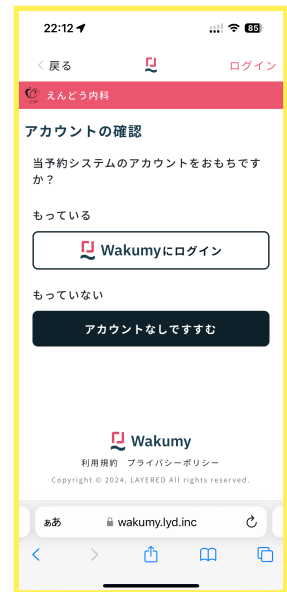 22:12
85
戻る
ログイン
えんどう内科
アカウントの確認
当予約システムのアカウントをおもちです
か？
もっている
Wakumyにログイン
もっていない
アカウントなしですすむ
Wakumy
利用規約 プライバシーポリシー
Copyright © 2024, LAYERED All rights reserved.
ぁあ
wakumy.lyd.inc